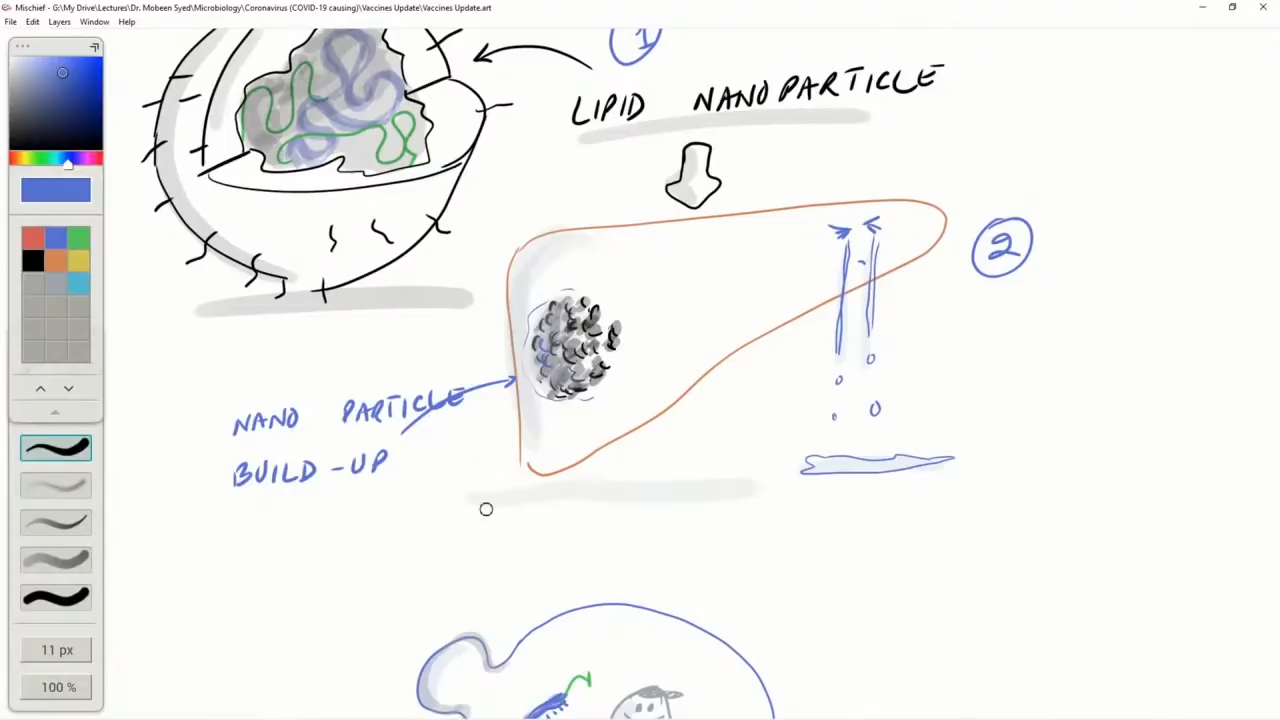 Mischief - G:\My Drive\Lectures\Dr. Mobeen Syed\Microbiology\Coronavirus (COVID-19 causing)\Vaccines Update\Vaccines Update.art
File Edit Layers Window Help
1
LIPID NANOPARTICLE
2
NANO PARTICLE
BUILD-UP
11 px
100 %